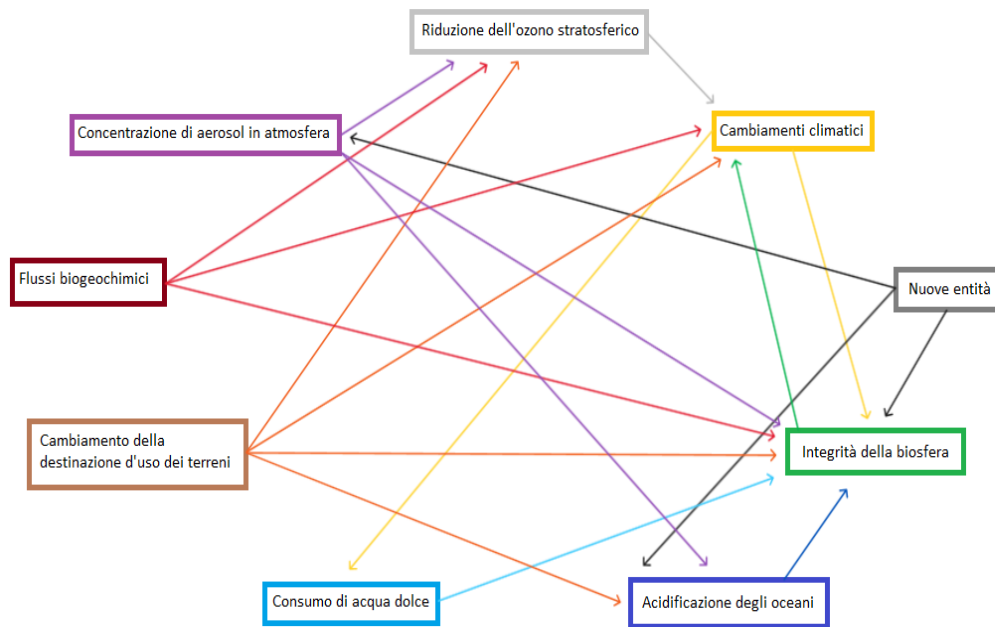 Riduzione dell'ozono stratosferico
Concentrazione di aerosol in atmosfera
Cambiamenti climatici
Flussi biogeochimici
Nuove entità
Cambiamento della
destinazione d'uso dei terreni
Integrità della biosfera
Consumo di acqua dolce
Acidificazione degli oceani